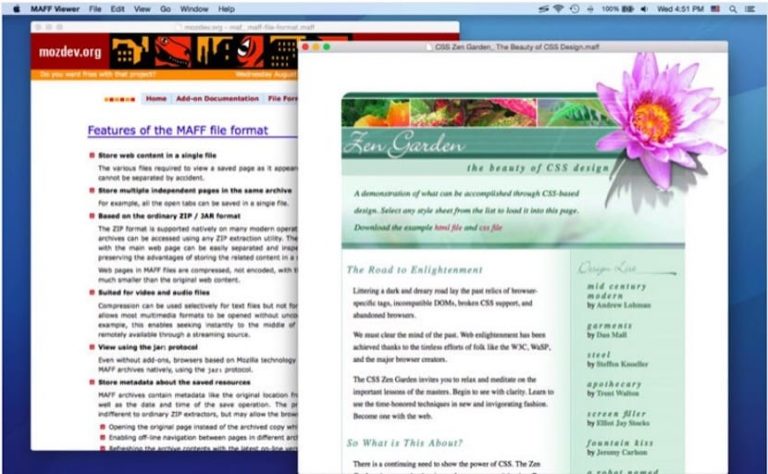 MAFF Viewer File Edit View Go Window Help
100% Wed 4:51 PM
mozdev.org - maf_ maff-file-format.maff
mozdev.org
Do you want fries with that project?
Wednesday August
Home Add-on Documentation File Form
Features of the MAFF file format
Store web content in a single file
The various files required to view a saved page as it appear
cannot be separated by accident.
Store multiple independent pages in the same archive
For example, all the open tabs can be saved in a single file.
Based on the ordinary ZIP / JAR format
The ZIP format is supported natively on many modern operat
archives can be accessed using any ZIP extraction utility. The
with the main web page can be easily separated and inspe
preserving the advantages of storing the related content in a s
Web pages in MAFF files are compressed, not encoded, with t
much smaller than the original web content.
Suited for video and audio files
Compression can be used selectively for text files but not for
allows most multimedia formats to be opened without unco
example, this enables seeking instantly to the middle of
remotely available through a streaming source.
View using the jar: protocol
Even without add-ons, browsers based on Mozilla technology
MAFF archives natively, using the jar: protocol.
Store metadata about the saved resources
MAFF archives contain metadata like the original location fr
well as the date and time of the save operation. The pr
indifferent to ordinary ZIP extractors, but may allow the brows
Opening the original page instead of the archived copy wh
Enabling off-line navigation between pages in different arch
Refreshing the archive contents with the latest on-line vers
CSS Zen Garden_ The Beauty of CSS Design.maff
Zen Garden
the beauty of CSS design
A demonstration of what can be accomplished through CSS-based
design. Select any style sheet from the list to load it into this page.
Download the example html file and css file
The Road to Enlightenment
Littering a dark and dreary road lay the past relics of browser-
specific tags, incompatible DOMs, broken CSS support, and
abandoned browsers.
We must clear the mind of the past. Web enlightenment has been
achieved thanks to the tireless efforts of folk like the W3C, WaSP,
and the major browser creators.
The CSS Zen Garden invites you to relax and meditate on the
important lessons of the masters. Begin to see with clarity. Learn to
use the time-honored techniques in new and invigorating fashion.
Become one with the web.
So What is This About?
There is a continuing need to show the power of CSS. The Zen
Design List
mid century
modern
by Andrew Lohman
garments
by Dan Mall
steel
by Steffen Knoeller
apothecary
by Trent Walton
screen filler
by Elliot Jay Stocks
fountain kiss
by Jeremy Carlson
a robot named